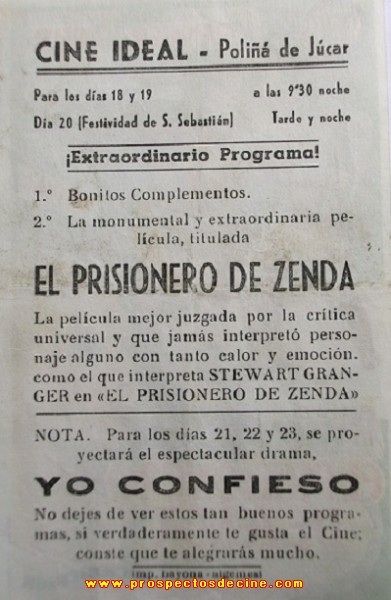 CINE IDEAL - Poliñá de Júcar
Para los días 18 y 19 a las 9'30 noche
Día 20 (Festividad de S. Sebastián) Tarde y noche
¡Extraordinario Programa!
1.º Bonitos Complementos.
2.º La monumental y extraordinaria pe-
lícula, titulada
EL PRISIONERO DE ZENDA
La película mejor juzgada por la crítica
universal y que jamás interpretó perso-
naje alguno con tanto calor y emoción.
como el que interpreta STEWART GRAN-
GER en «EL PRISIONERO DE ZENDA»
NOTA. Para los días 21, 22 y 23, se pro-
yectará el espectacular drama,
YO CONFIESO
No dejes de ver estos tan buenos progra-
mas, si verdaderamente te gusta el Cine;
conste que te alegrarás mucho.
www.prospectosdecine.com
Imp. bayona - algemesí